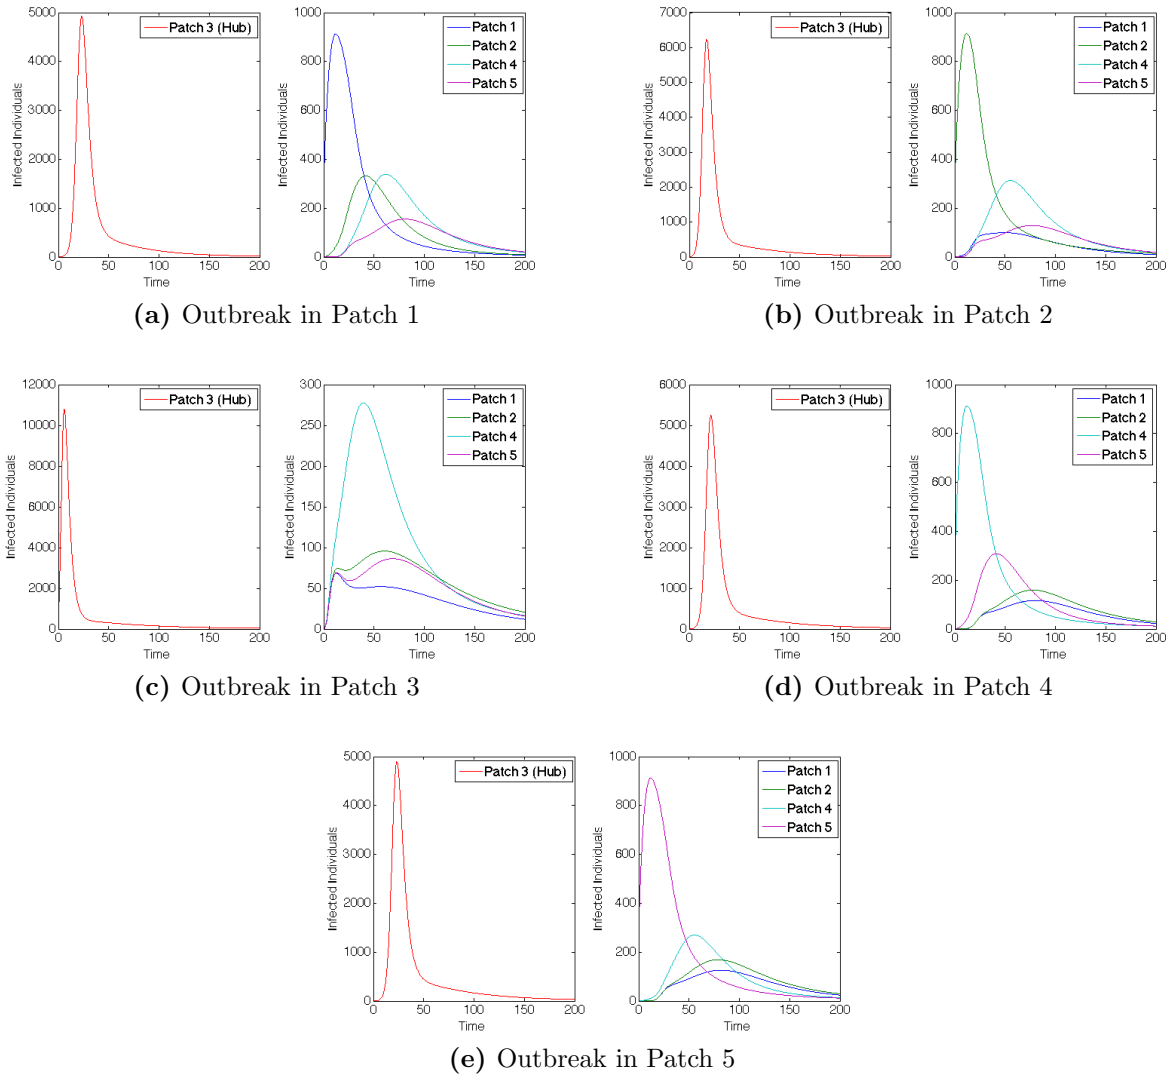 Patch 3 (Hub)
Infected Individuals
5000
4000
3000
2000
1000
0
0 50 100 150 200
Time
Patch 1
Patch 2
Patch 4
Patch 5
Infected Individuals
1000
800
600
400
200
0
0 50 100 150 200
Time
(a) Outbreak in Patch 1
Patch 3 (Hub)
Infected Individuals
7000
6000
5000
4000
3000
2000
1000
0
0 50 100 150 200
Time
Patch 1
Patch 2
Patch 4
Patch 5
Infected Individuals
1000
800
600
400
200
0
0 50 100 150 200
Time
(b) Outbreak in Patch 2
Patch 3 (Hub)
Infected Individuals
12000
10000
8000
6000
4000
2000
0
0 50 100 150 200
Time
Patch 1
Patch 2
Patch 4
Patch 5
Infected Individuals
300
250
200
150
100
50
0
0 50 100 150 200
Time
(c) Outbreak in Patch 3
Patch 3 (Hub)
Infected Individuals
6000
5000
4000
3000
2000
1000
0
0 50 100 150 200
Time
Patch 1
Patch 2
Patch 4
Patch 5
Infected Individuals
1000
800
600
400
200
0
0 50 100 150 200
Time
(d) Outbreak in Patch 4
Patch 3 (Hub)
Infected Individuals
5000
4000
3000
2000
1000
0
0 50 100 150 200
Time
Patch 1
Patch 2
Patch 4
Patch 5
Infected Individuals
1000
800
600
400
200
0
0 50 100 150 200
Time
(e) Outbreak in Patch 5